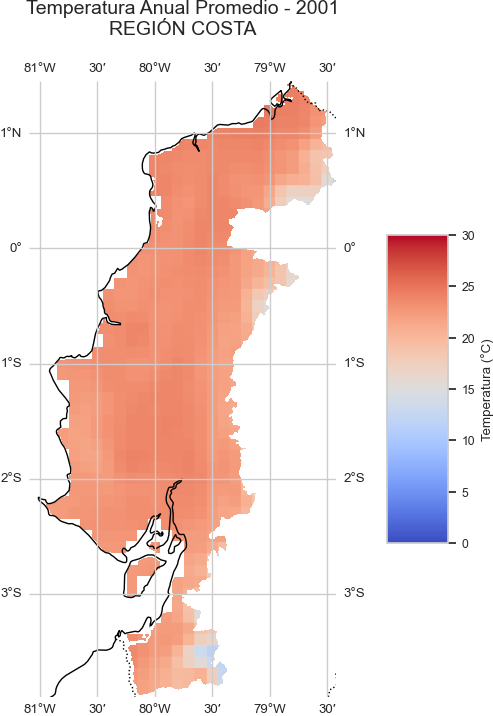 Temperatura Anual Promedio - 2001
REGIÓN COSTA
81°W 30′ 80°W 30′ 79°W 30′
1°N 1°N
0° 0°
1°S 1°S
2°S 2°S
3°S 3°S
81°W 30′ 80°W 30′ 79°W 30′
30
25
20
15
10
5
0
Temperatura (°C)